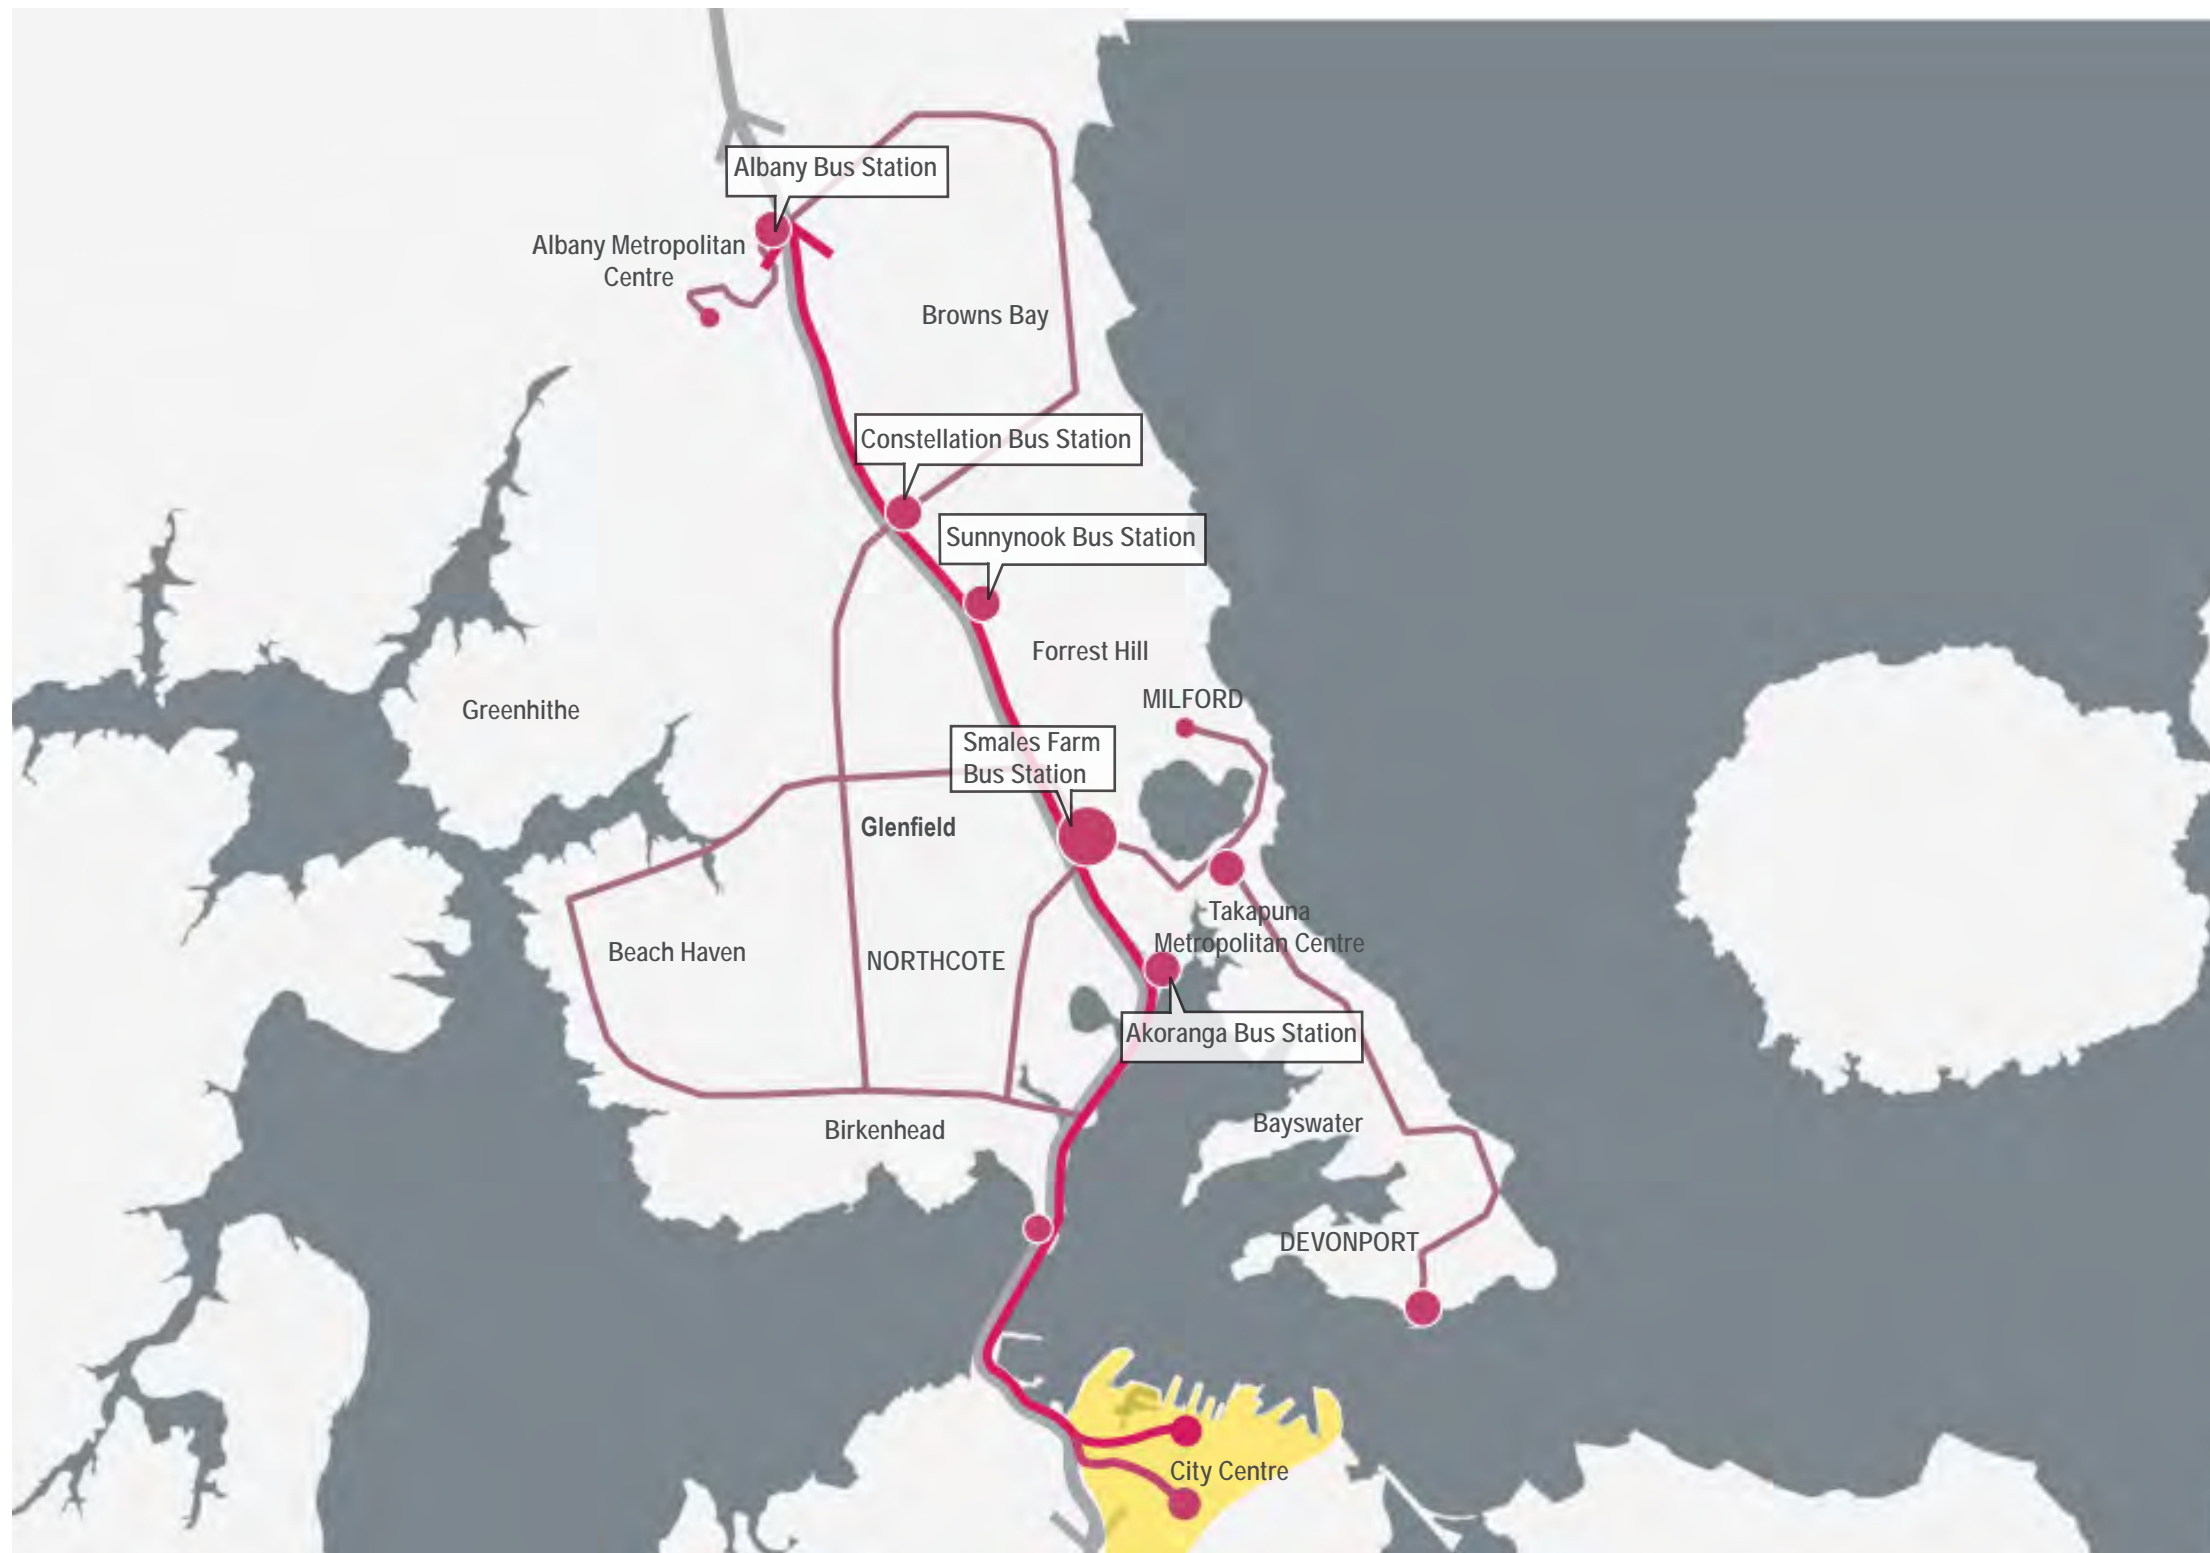 Albany Bus Station
Albany Metropolitan
Centre
Browns Bay
Constellation Bus Station
Sunnynook Bus Station
Forrest Hill
MILFORD
Greenhithe
Smales Farm
Bus Station
Glenfield
Takapuna
Metropolitan Centre
Beach Haven
NORTHCOTE
Akoranga Bus Station
Bayswater
Birkenhead
DEVONPORT
City Centre